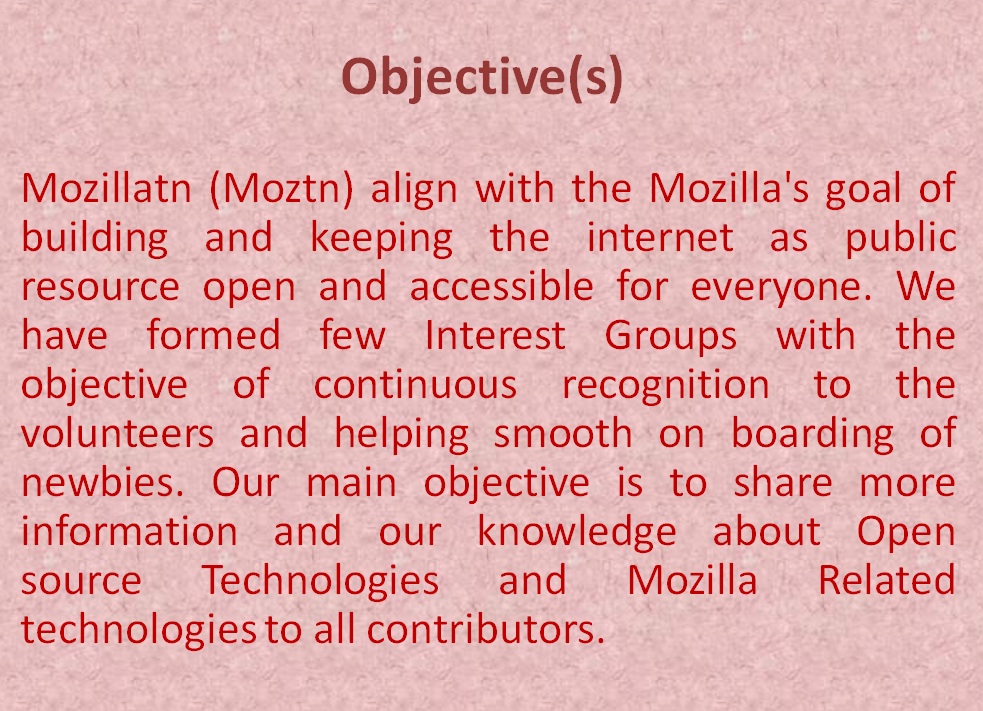 Objective(s)
Mozillatn (Moztn) align with the Mozilla's goal of
building and keeping the internet as public
resource open and accessible for everyone. We
have formed few Interest Groups with the
objective of continuous recognition to the
volunteers and helping smooth on boarding of
newbies. Our main objective is to share more
information and our knowledge about Open
source Technologies and Mozilla Related
technologies to all contributors.